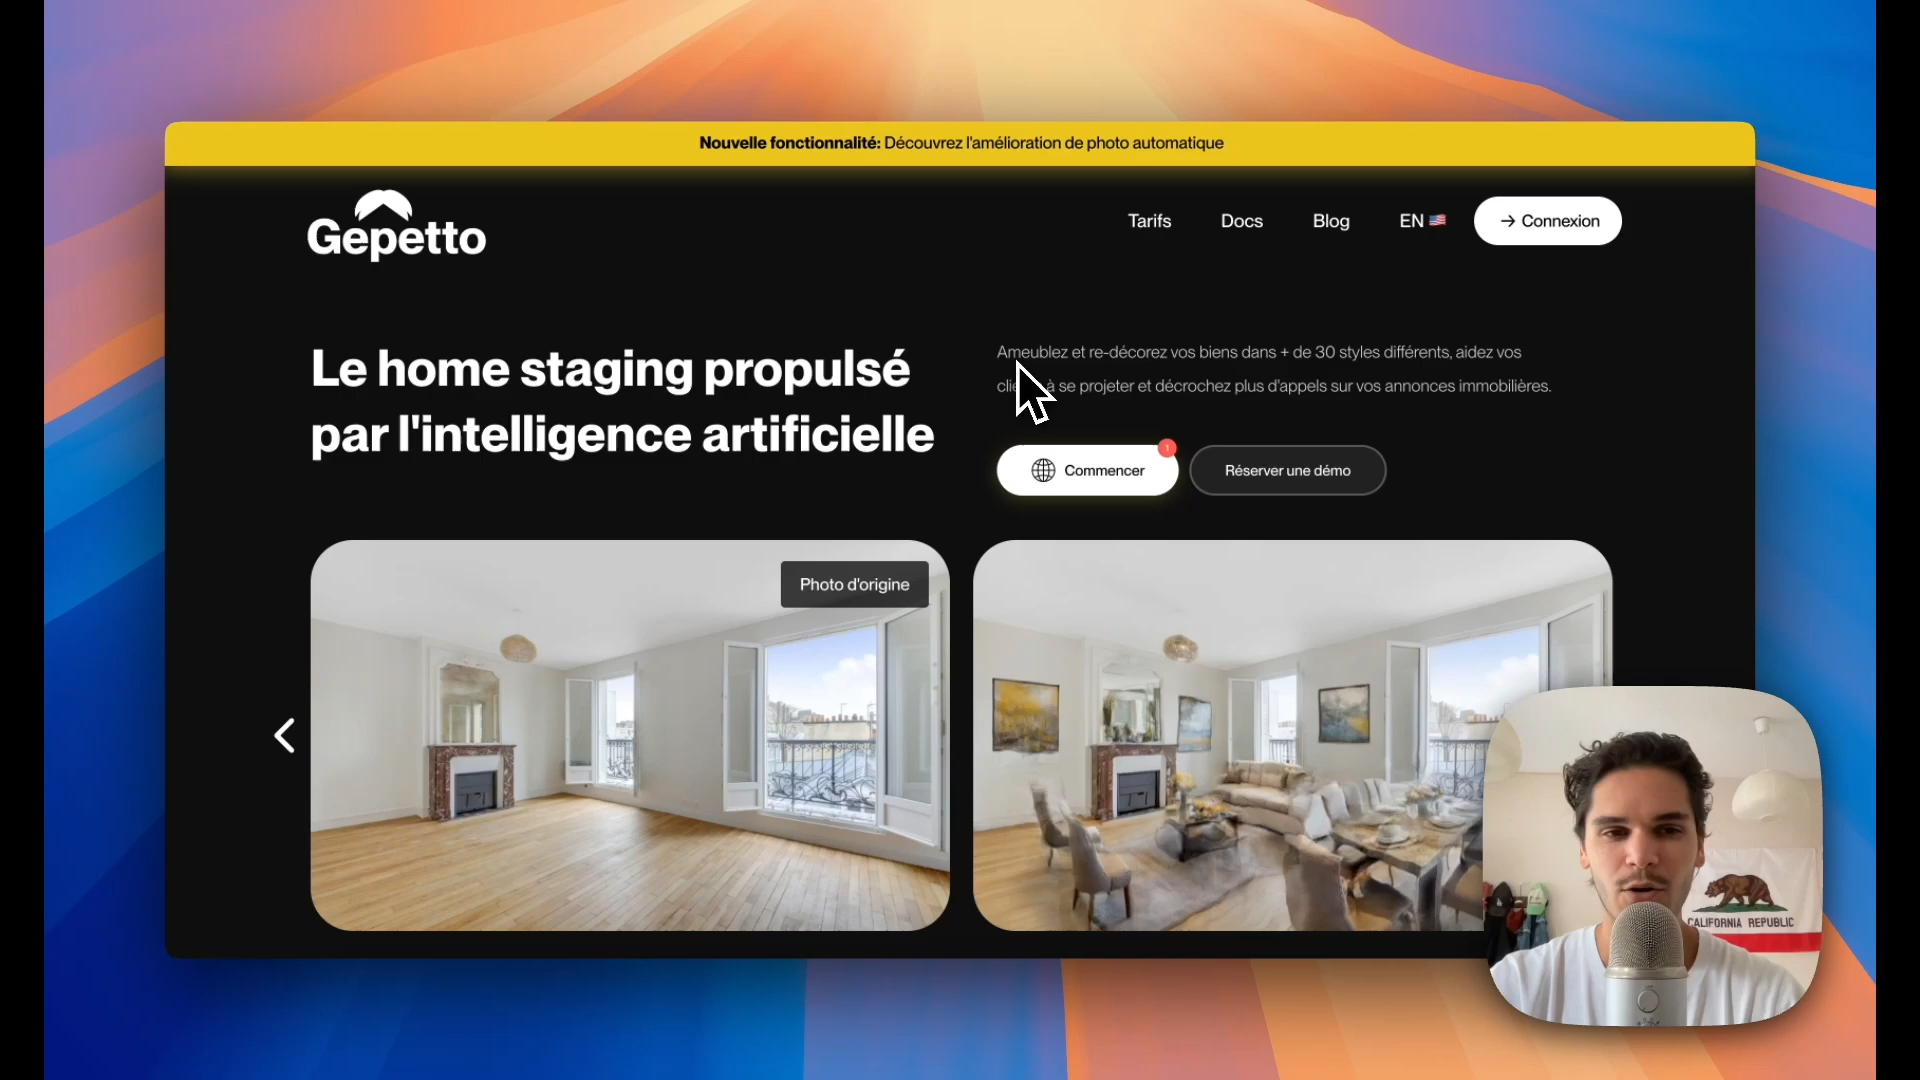 Nouvelle fonctionnalité: Découvrez l'amélioration de photo automatique
Gepetto
Tarifs
Docs
Blog
EN
→ Connexion
Le home staging propulsé
par l'intelligence artificielle
Ameublez et re-décorez vos biens dans + de 30 styles différents, aidez vos
à se projeter et décrochez plus d'appels sur vos annonces immobilières.
Commencer
1
Réserver une démo
Photo d'origine
CALIFORNIA REPUBLIC